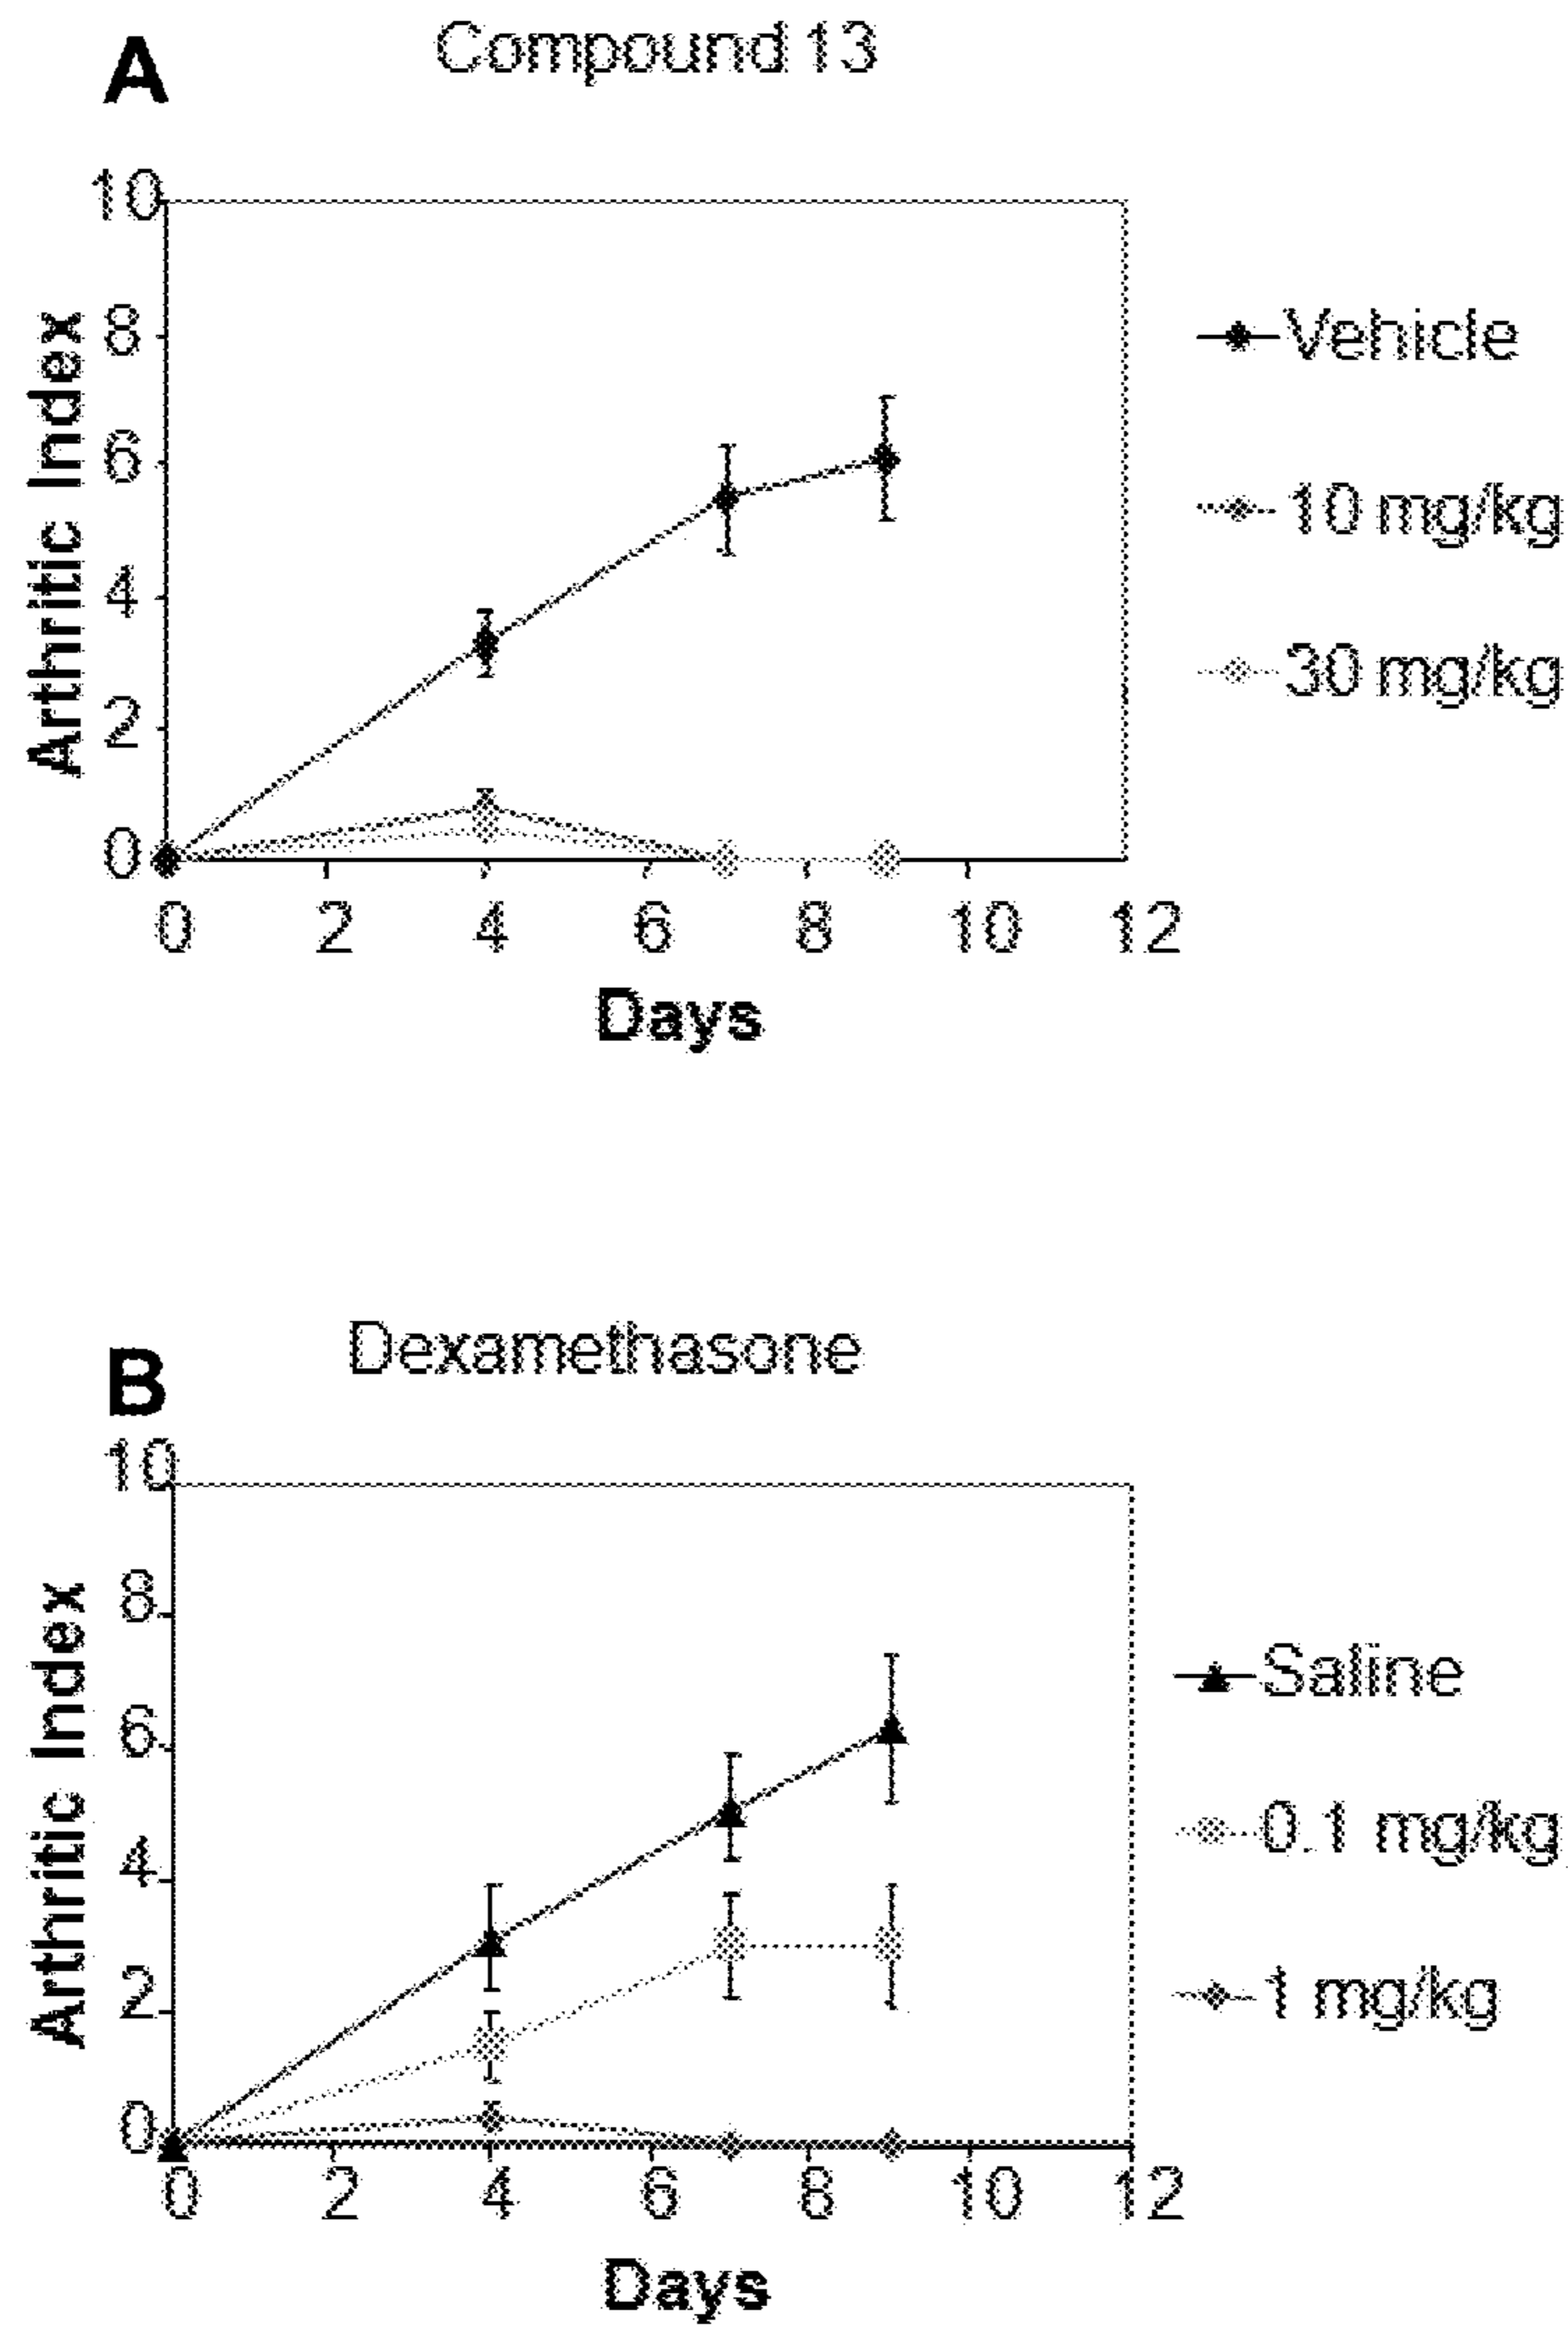 A
Compound 13
10
8
6
4
2
0
Arthritic Index
0 2 4 6 8 10 12
Days
Vehicle
10 mg/kg
30 mg/kg
B
Dexamethasone
10
8
6
4
2
0
Arthritic Index
0 2 4 6 8 10 12
Days
Saline
0.1 mg/kg
1 mg/kg